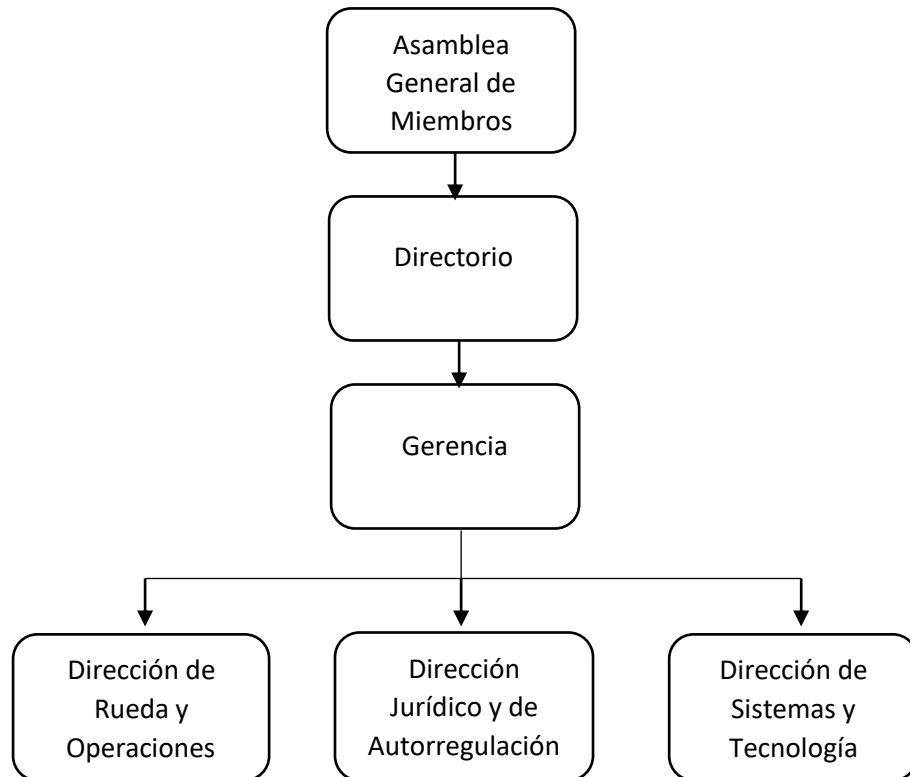 Asamblea
General de
Miembros
Directorio
Gerencia
Dirección de
Rueda y
Operaciones
Dirección
Jurídico y de
Autorregulación
Dirección de
Sistemas y
Tecnología